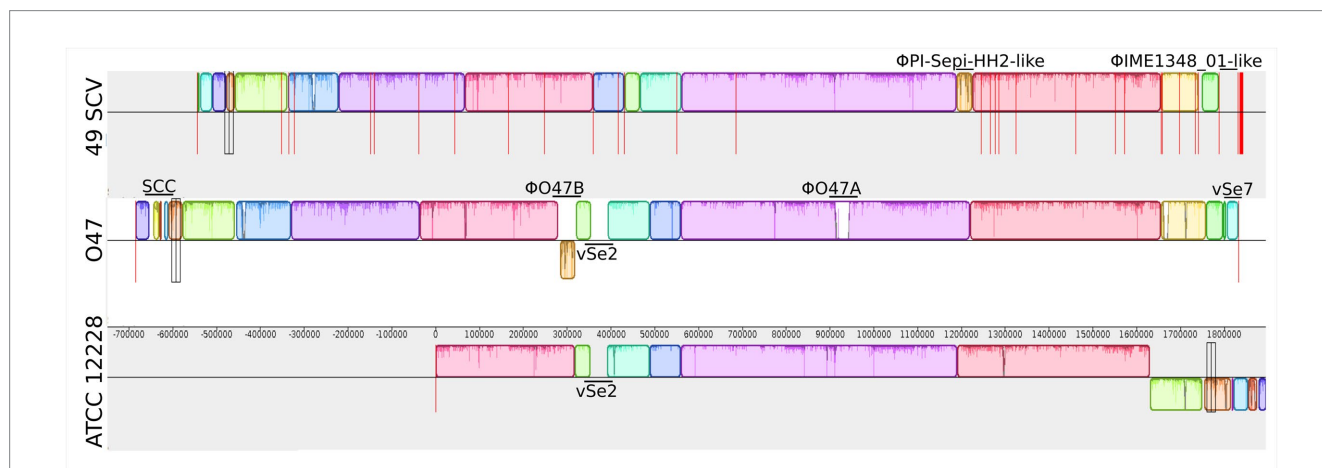 49 SCV
ΦPI-Sepi-HH2-like
ΦIME1348_01-like
O47
SCC
ΦO47B
ΦO47A
vSe7
vSe2
ATCC 12228
-700000 -600000 -500000 -400000 -300000 -200000 -100000 0 100000 200000 300000 400000 500000 600000 700000 800000 900000 1000000 1100000 1200000 1300000 1400000 1500000 1600000 1700000 1800000
vSe2